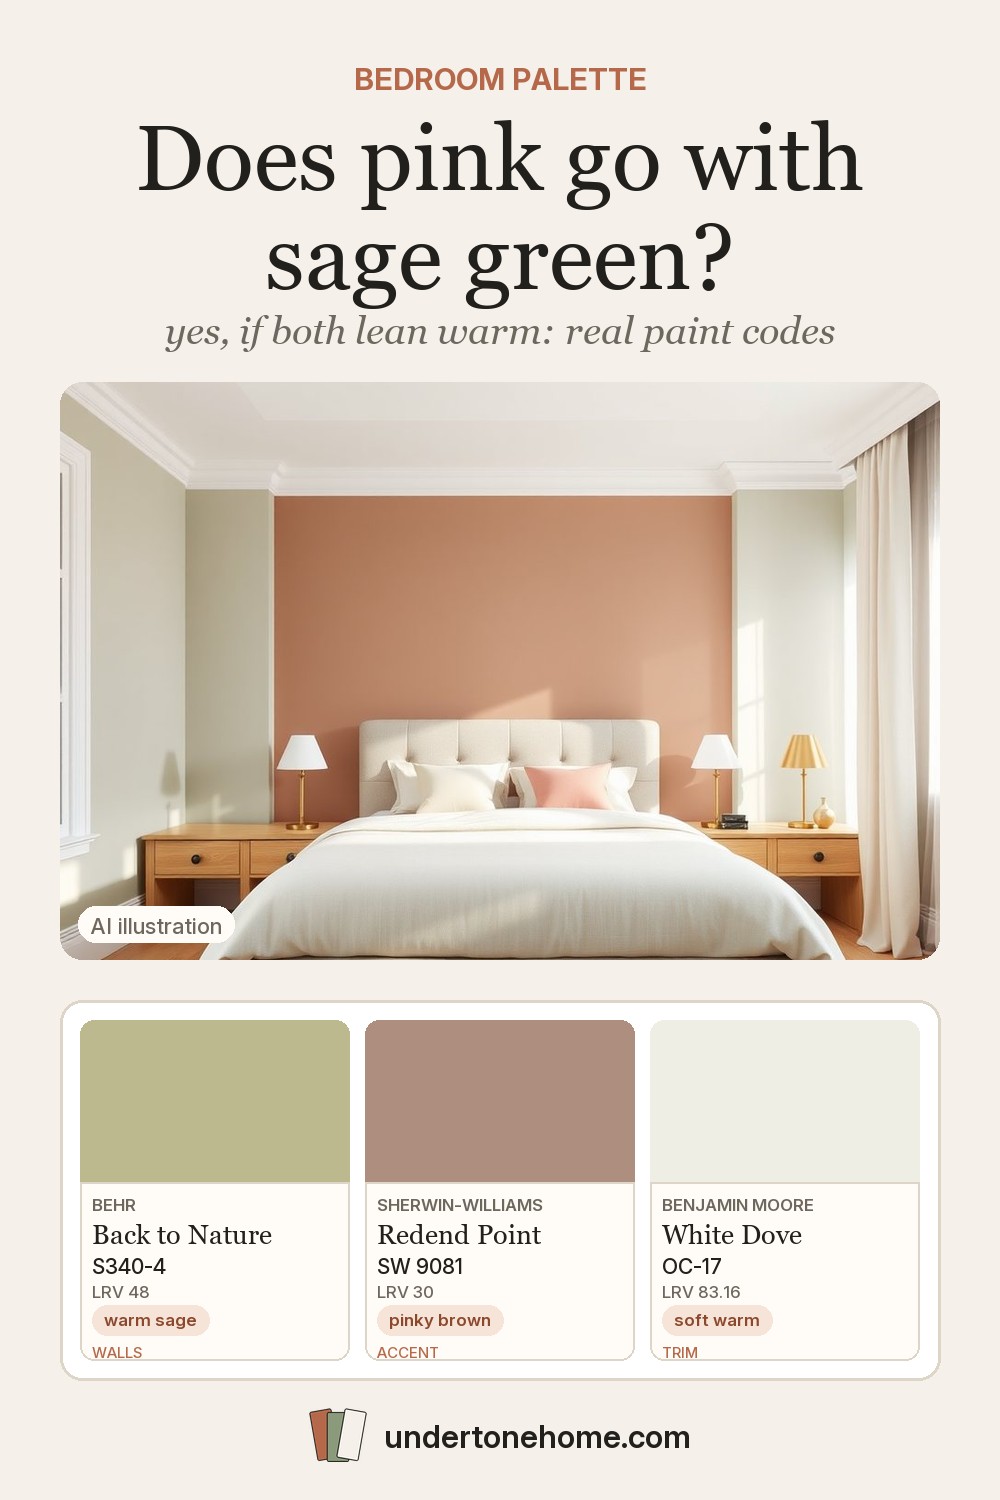 BEDROOM PALETTE
Does pink go with
sage green?
yes, if both lean warm: real paint codes
AI illustration
BEHR
Back to Nature
S340-4
LRV 48
warm sage
WALLS
SHERWIN-WILLIAMS
Redend Point
SW 9081
LRV 30
pinky brown
ACCENT
BENJAMIN MOORE
White Dove
OC-17
LRV 83.16
soft warm
TRIM
undertonehome.com